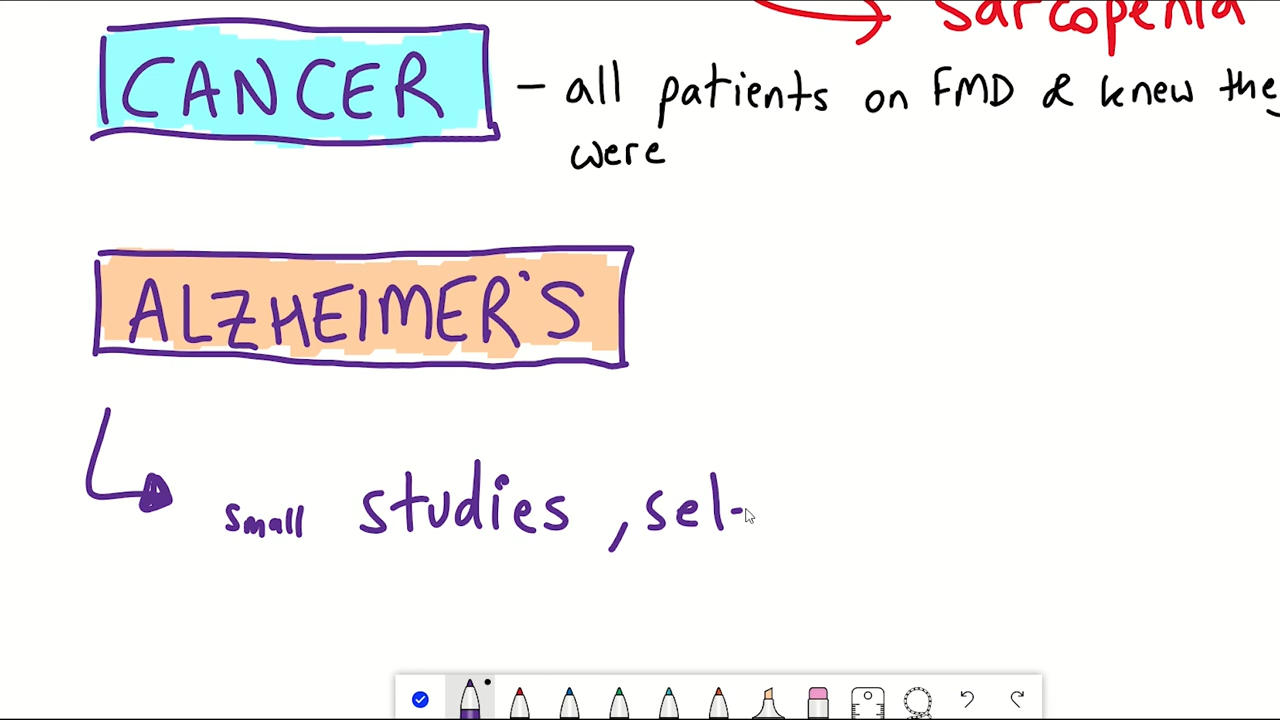 sarcopenia
CANCER - all patients on FMD & knew they
were
ALZHEIMER'S
small studies, sel-